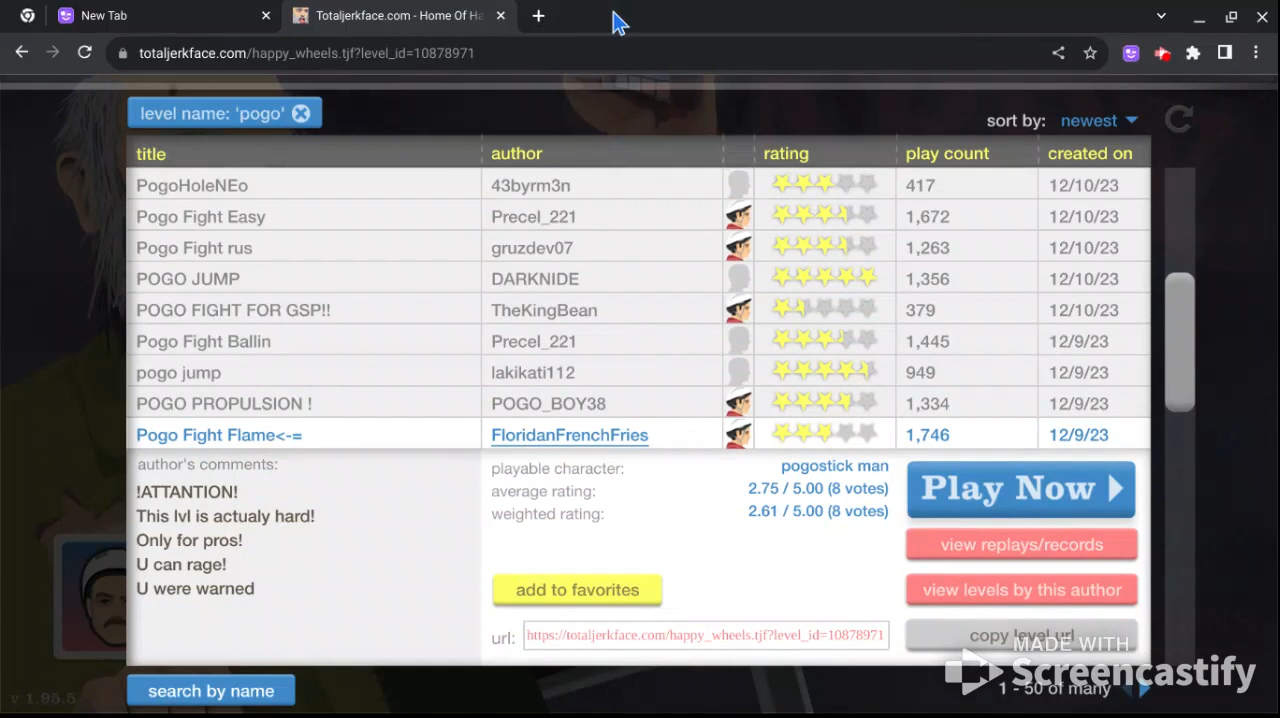 New Tab
Totaljerkface.com - Home Of Ha
totaljerkface.com/happy_wheels.tjf?level_id=10878971
level name: 'pogo'
sort by: newest
title author rating play count created on
PogoHoleNEo 43byrm3n 417 12/10/23
Pogo Fight Easy Precel_221 1,672 12/10/23
Pogo Fight rus gruzdev07 1,263 12/10/23
POGO JUMP DARKNIDE 1,356 12/10/23
POGO FIGHT FOR GSP!! TheKingBean 379 12/10/23
Pogo Fight Ballin Precel_221 1,445 12/9/23
pogo jump lakikati112 949 12/9/23
POGO PROPULSION ! POGO_BOY38 1,334 12/9/23
Pogo Fight Flame<-= FloridanFrenchFries 1,746 12/9/23
author's comments:
!ATTANTION!
This lvl is actualy hard!
Only for pros!
U can rage!
U were warned
playable character: pogostick man
average rating: 2.75 / 5.00 (8 votes)
weighted rating: 2.61 / 5.00 (8 votes)
add to favorites
url: https://totaljerkface.com/happy_wheels.tjf?level_id=10878971
Play Now
view replays/records
view levels by this author
copy level url
MADE WITH
Screencastify
v 1.95.5
search by name
1 - 50 of many